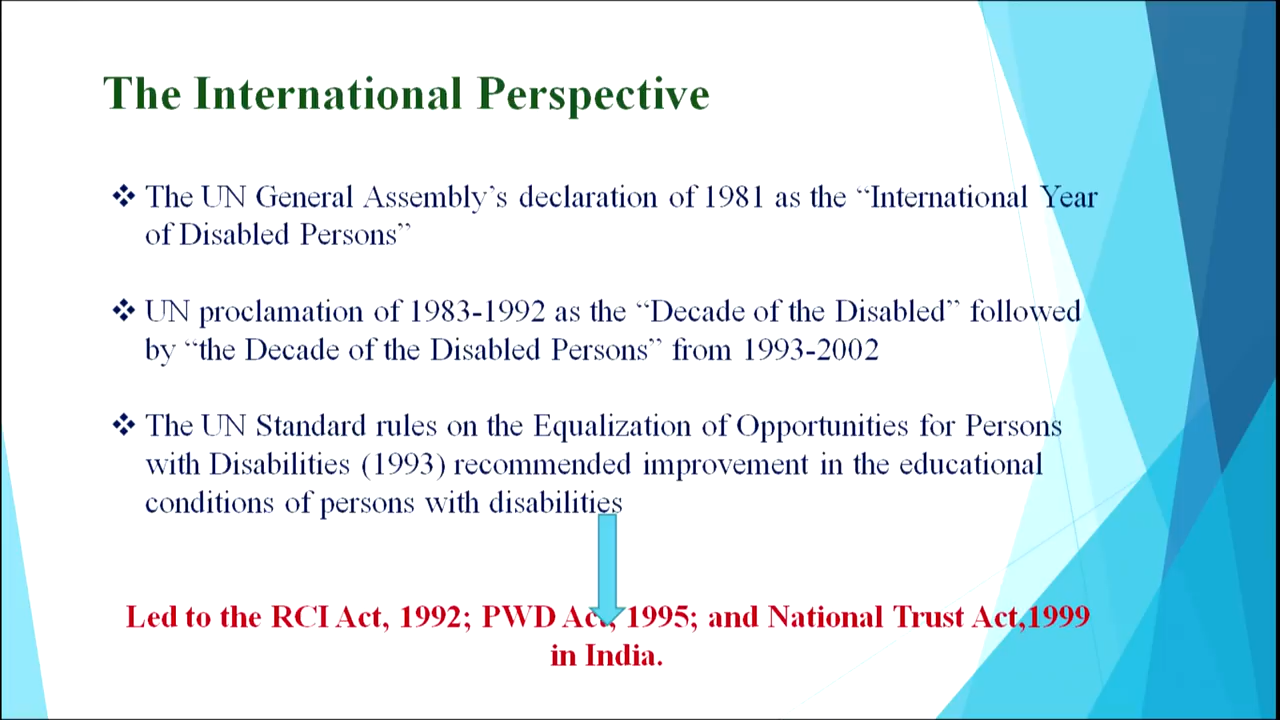 The International Perspective
❖ The UN General Assembly’s declaration of 1981 as the “International Year
of Disabled Persons”
❖ UN proclamation of 1983-1992 as the “Decade of the Disabled” followed
by “the Decade of the Disabled Persons” from 1993-2002
❖ The UN Standard rules on the Equalization of Opportunities for Persons
with Disabilities (1993) recommended improvement in the educational
conditions of persons with disabilities
Led to the RCI Act, 1992; PWD Act, 1995; and National Trust Act,1999
in India.